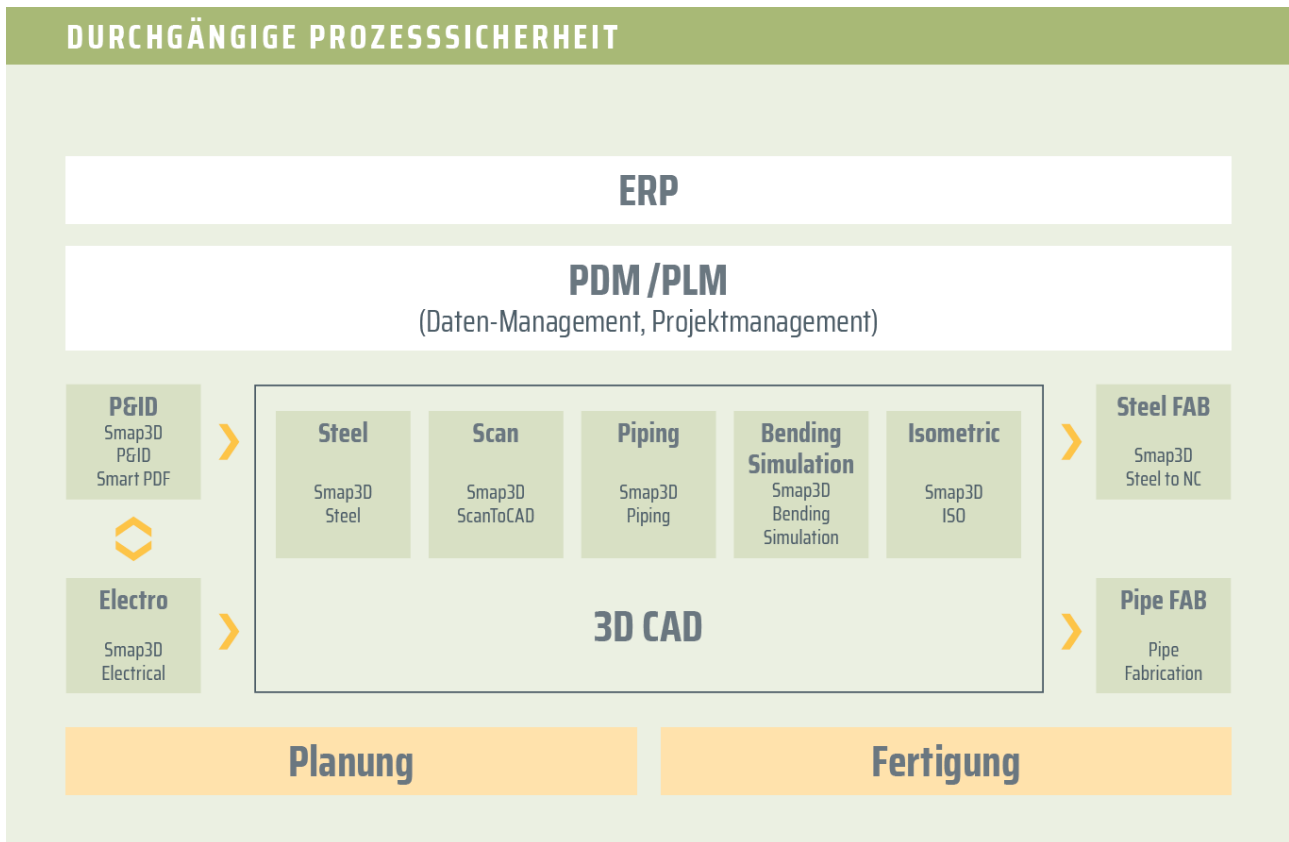 DURCHGÄNGIGE PROZESSSICHERHEIT
ERP
PDM /PLM
(Daten-Management, Projektmanagement)
P&ID
Smap3D
P&ID
Smart PDF
Electro
Smap3D
Electrical
Steel
Smap3D
Steel
Scan
Smap3D
ScanToCAD
Piping
Smap3D
Piping
Bending
Simulation
Smap3D
Bending
Simulation
Isometric
Smap3D
ISO
3D CAD
Steel FAB
Smap3D
Steel to NC
Pipe FAB
Pipe
Fabrication
Planung
Fertigung